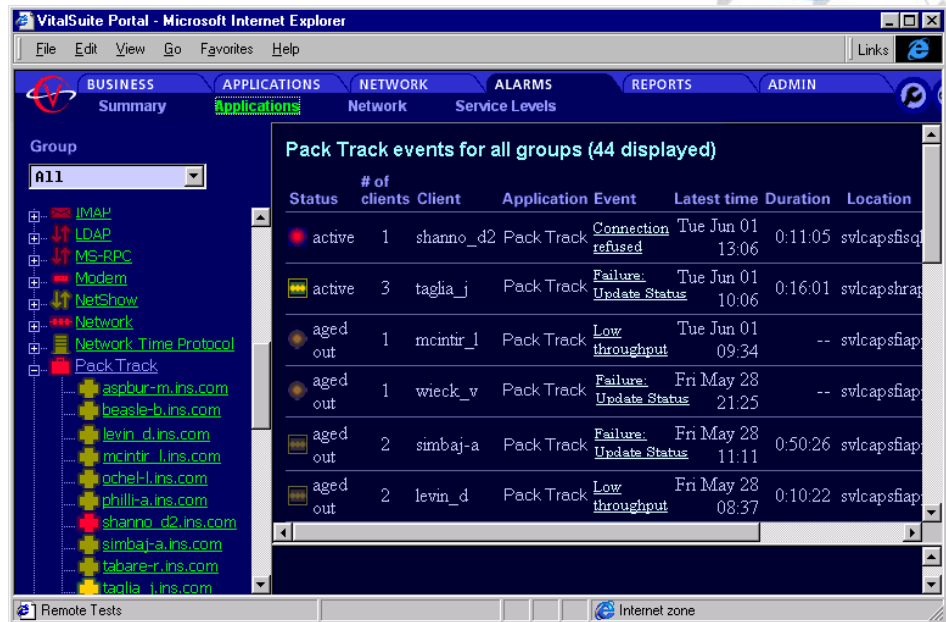 VitalSuite Portal - Microsoft Internet Explorer
File Edit View Go Favorites Help
Links
BUSINESS APPLICATIONS NETWORK ALARMS REPORTS ADMIN
Summary Applications Network Service Levels
Group
All
IMAP
LDAP
MS-RPC
Modem
NetShow
Network
Network Time Protocol
Pack Track
aspbur-m.ins.com
beasle-b.ins.com
levin_d.ins.com
mcintir_l.ins.com
ochel-l.ins.com
philli-a.ins.com
shanno_d2.ins.com
simbaj-a.ins.com
tabare-r.ins.com
taglia_j.ins.com
Pack Track events for all groups (44 displayed)
Status # of clients Client Application Event Latest time Duration Location
active 1 shanno_d2 Pack Track Connection refused Tue Jun 01 13:06 0:11:05 svlcapsfisql
active 3 taglia_j Pack Track Failure: Update Status Tue Jun 01 10:06 0:16:01 svlcapshrap
aged out 1 mcintir_l Pack Track Low throughput Tue Jun 01 09:34 -- svlcapsfiap
aged out 1 wieck_v Pack Track Failure: Update Status Fri May 28 21:25 -- svlcapsfiap
aged out 2 simbaj-a Pack Track Failure: Update Status Fri May 28 11:11 0:50:26 svlcapsfiap
aged out 2 levin_d Pack Track Low throughput Fri May 28 08:37 0:10:22 svlcapsfiap
Remote Tests
Internet zone